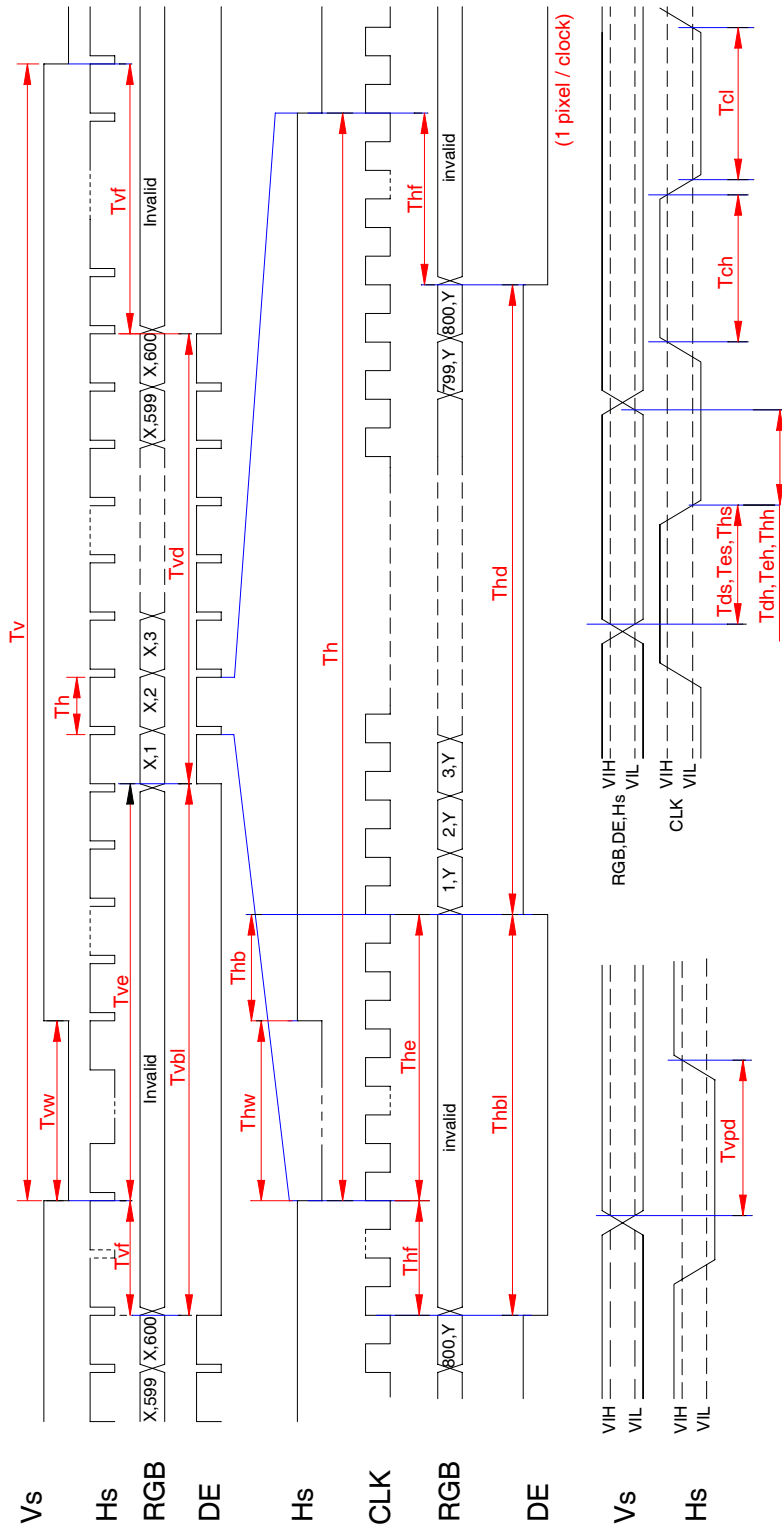 Vs
Tv
Tvw
Hs
Th
RGB
X,599
X,600
Tvf
Invalid
Tve
X,1
X,2
X,3
X,599
X,600
Invalid
Tvf
DE
Tvbl
Tvd
Hs
Thw
Thb
Th
CLK
RGB
800,Y
Thf
invalid
The
1,Y
2,Y
3,Y
799,Y
800,Y
invalid
Thf
DE
Thbl
Thd
(1 pixel / clock)
Vs
VIH
VIL
RGB,DE,Hs
VIH
VIL
Hs
VIH
VIL
Tvpd
CLK
VIH
VIL
Tds,Tes,Ths
Tdh,Teh,Thh
Tch
Tcl